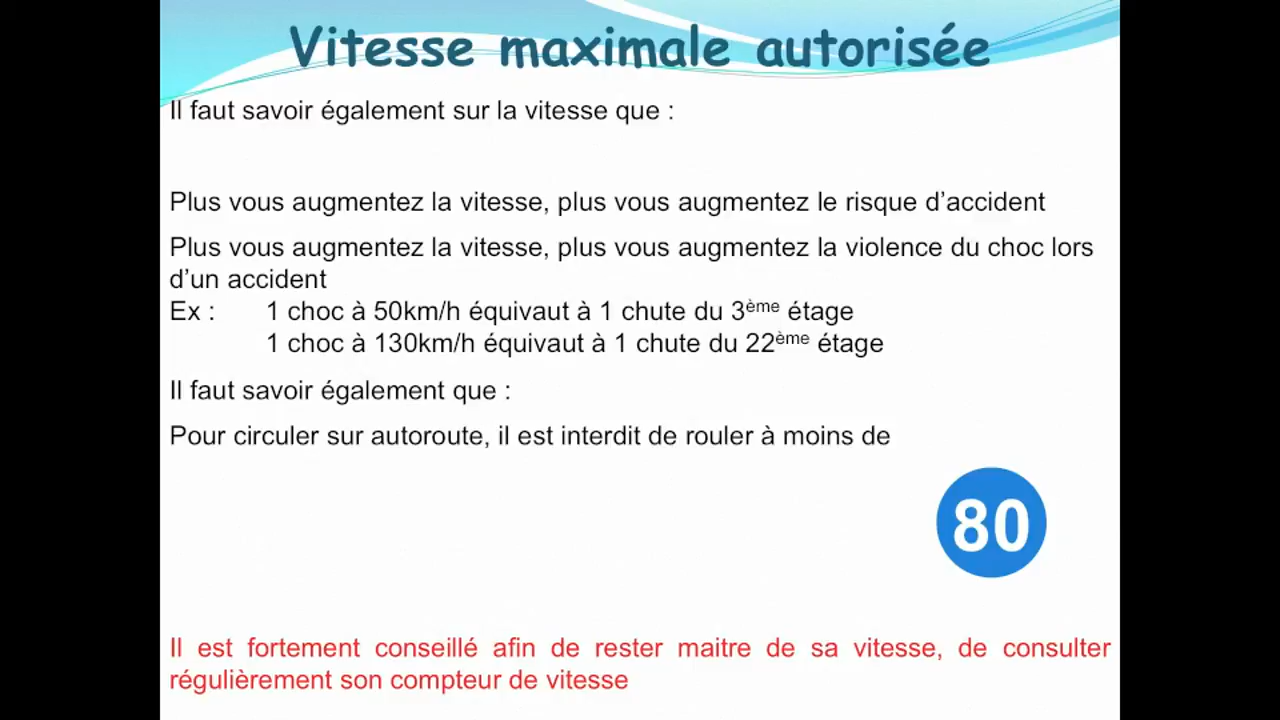 Vitesse maximale autorisée
Il faut savoir également sur la vitesse que :
Plus vous augmentez la vitesse, plus vous augmentez le risque d’accident
Plus vous augmentez la vitesse, plus vous augmentez la violence du choc lors
d’un accident
Ex : 1 choc à 50km/h équivaut à 1 chute du 3ème étage
1 choc à 130km/h équivaut à 1 chute du 22ème étage
Il faut savoir également que :
Pour circuler sur autoroute, il est interdit de rouler à moins de
80
Il est fortement conseillé afin de rester maitre de sa vitesse, de consulter
régulièrement son compteur de vitesse